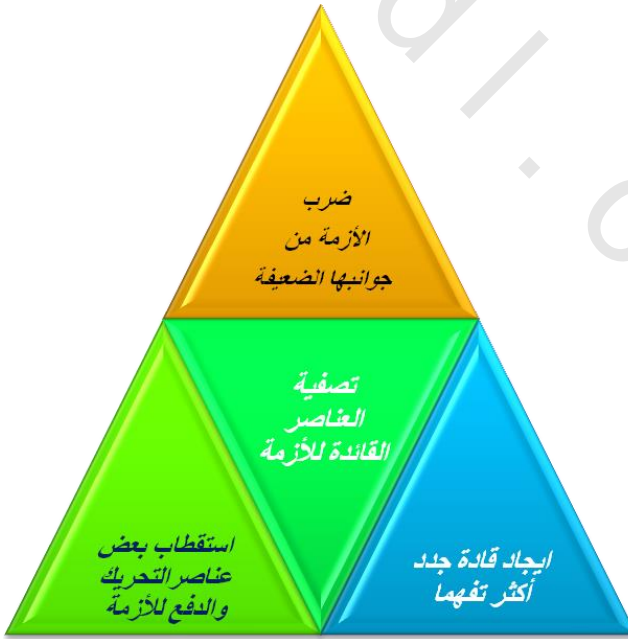 ضرب
الأزمة من
جوانبها الضعيفة
تصفية
العناصر
القائدة للأزمة
استقطاب بعض
عناصر التحريك
والدفع للأزمة
ايجاد قادة جدد
أكثر تفهما